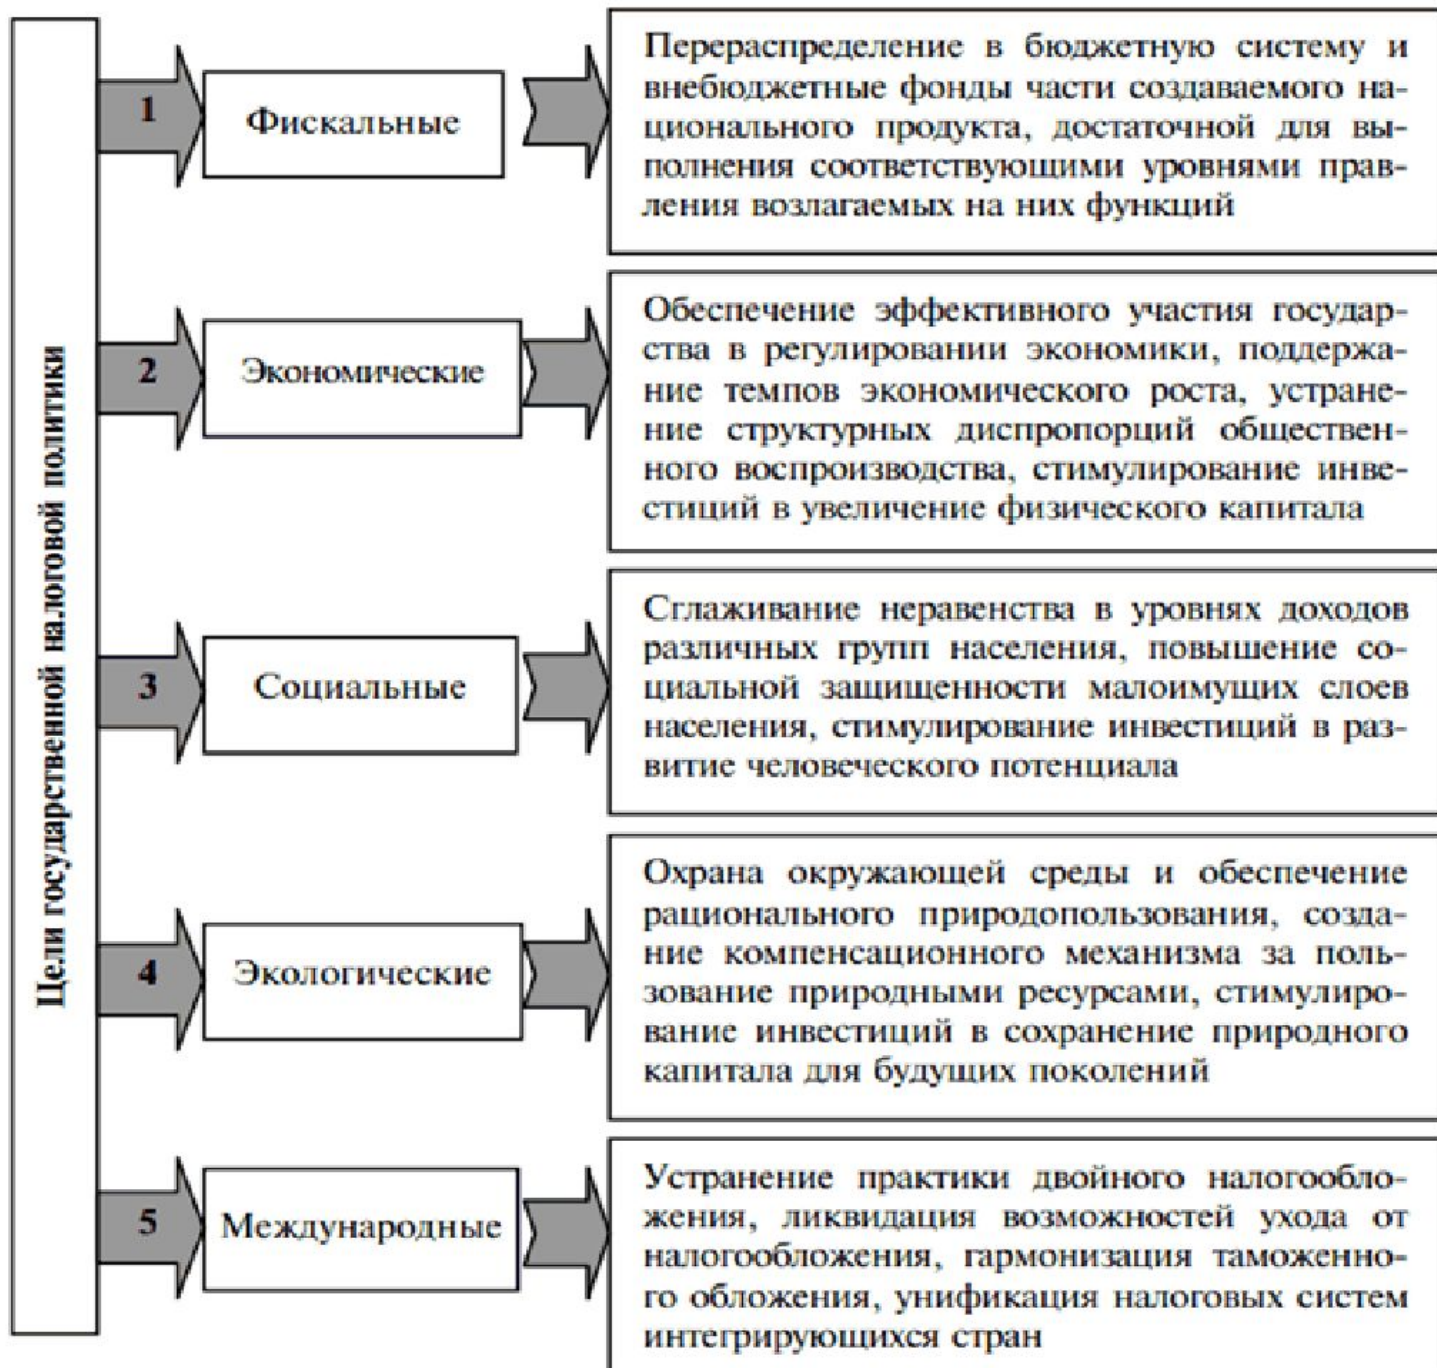 Цели государственной налоговой политики
1
Фискальные
Перераспределение в бюджетную систему и
внебюджетные фонды части создаваемого на-
ционального продукта, достаточной для вы-
полнения соответствующими уровнями прав-
ления возлагаемых на них функций
2
Экономические
Обеспечение эффективного участия государ-
ства в регулировании экономики, поддержа-
ние темпов экономического роста, устране-
ние структурных диспропорций обществен-
ного воспроизводства, стимулирование инве-
стиций в увеличение физического капитала
3
Социальные
Сглаживание неравенства в уровнях доходов
различных групп населения, повышение со-
циальной защищенности малоимущих слоев
населения, стимулирование инвестиций в раз-
витие человеческого потенциала
4
Экологические
Охрана окружающей среды и обеспечение
рационального природопользования, созда-
ние компенсационного механизма за поль-
зование природными ресурсами, стимулиро-
вание инвестиций в сохранение природного
капитала для будущих поколений
5
Международные
Устранение практики двойного налогообло-
жения, ликвидация возможностей ухода от
налогообложения, гармонизация таможенно-
го обложения, унификация налоговых систем
интегрирующихся стран